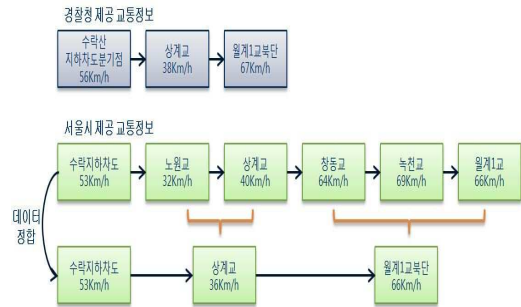 경찰청 제공 교통정보
수락산
지하차도분기점
56Km/h
상계교
38Km/h
월계1교북단
67Km/h
서울시 제공 교통정보
수락지하차도
53Km/h
노원교
32Km/h
상계교
40Km/h
창동교
64Km/h
녹천교
69Km/h
월계1교
66Km/h
데이터
정합
수락지하차도
53Km/h
상계교
36Km/h
월계1교북단
66Km/h